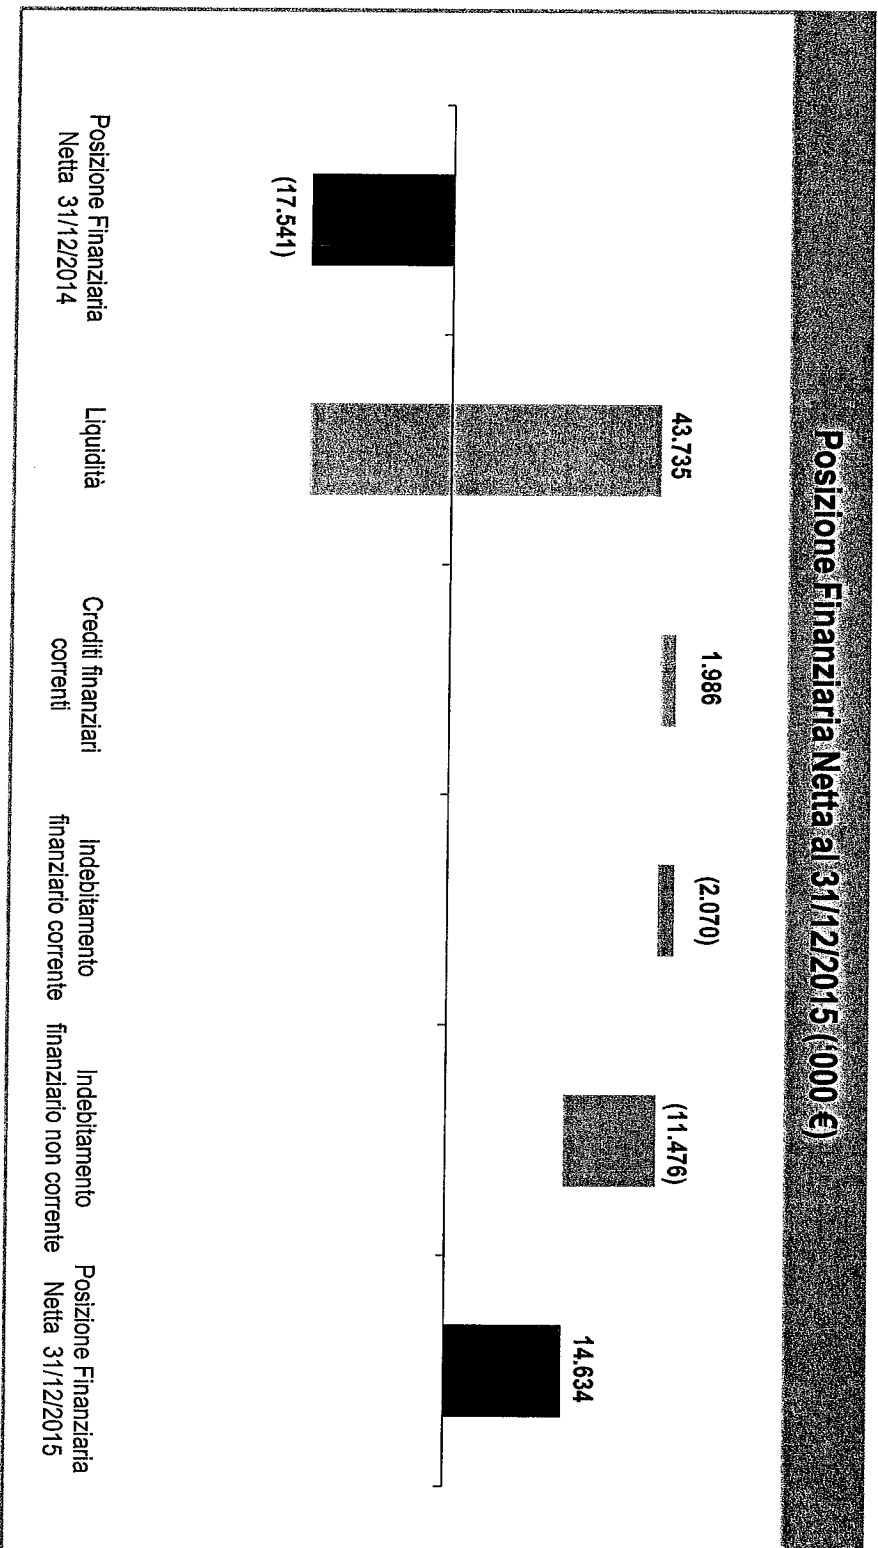 Posizione Finanziaria Netta al 31/12/2015 ('000 €)
(17.541)
43.735
1.986
(2.070)
(11.476)
14.634
Posizione Finanziaria
Netta 31/12/2014
Liquidità
Crediti finanziari
correnti
Indebitamento
finanziario corrente
Indebitamento
finanziario non corrente
Posizione Finanziaria
Netta 31/12/2015